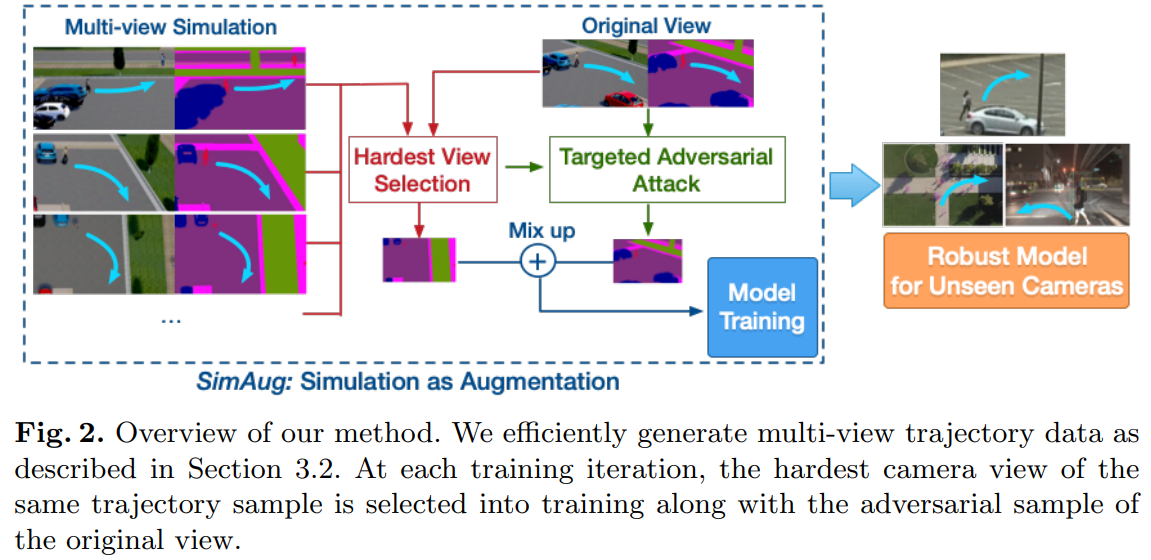 Multi-view Simulation
Original View
Hardest View
Selection
Targeted Adversarial
Attack
Mix up
+
Model
Training
...
SimAug: Simulation as Augmentation
Robust Model
for Unseen Cameras
Fig. 2. Overview of our method. We efficiently generate multi-view trajectory data as
described in Section 3.2. At each training iteration, the hardest camera view of the
same trajectory sample is selected into training along with the adversarial sample of
the original view.